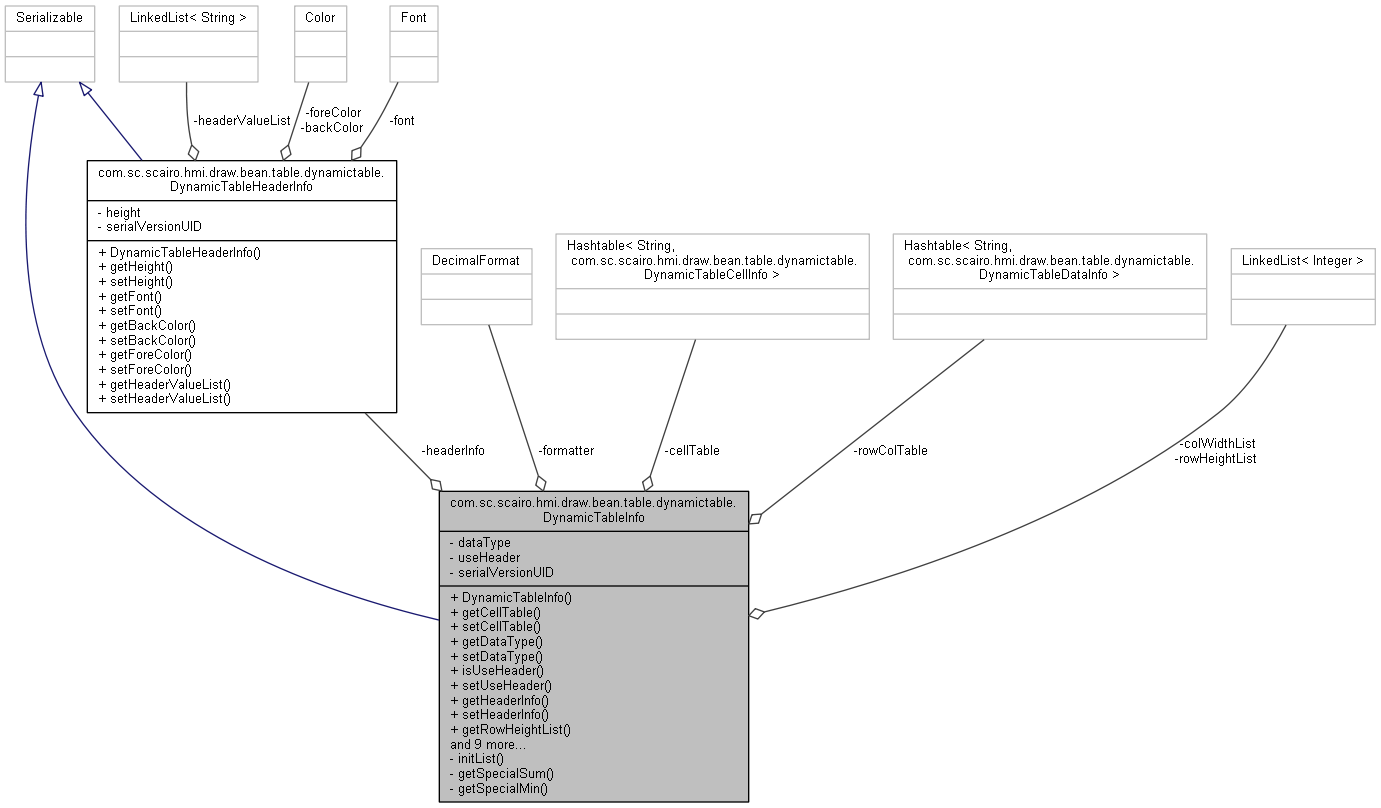 Serializable
LinkedList< String >
Color
Font
-headerValueList
-foreColor
-backColor
-font
com.sc.scairo.hmi.draw.bean.table.dynamictable.
DynamicTableHeaderInfo
- height
- serialVersionUID
+ DynamicTableHeaderInfo()
+ getHeight()
+ setHeight()
+ getFont()
+ setFont()
+ getBackColor()
+ setBackColor()
+ getForeColor()
+ setForeColor()
+ getHeaderValueList()
+ setHeaderValueList()
DecimalFormat
Hashtable< String,
com.sc.scairo.hmi.draw.bean.table.dynamictable.
DynamicTableCellInfo >
Hashtable< String,
com.sc.scairo.hmi.draw.bean.table.dynamictable.
DynamicTableDataInfo >
LinkedList< Integer >
-headerInfo
-formatter
-cellTable
-rowColTable
-colWidthList
-rowHeightList
com.sc.scairo.hmi.draw.bean.table.dynamictable.
DynamicTableInfo
- dataType
- useHeader
- serialVersionUID
+ DynamicTableInfo()
+ getCellTable()
+ setCellTable()
+ getDataType()
+ setDataType()
+ isUseHeader()
+ setUseHeader()
+ getHeaderInfo()
+ setHeaderInfo()
+ getRowHeightList()
and 9 more...
- initList()
- getSpecialSum()
- getSpecialMin()